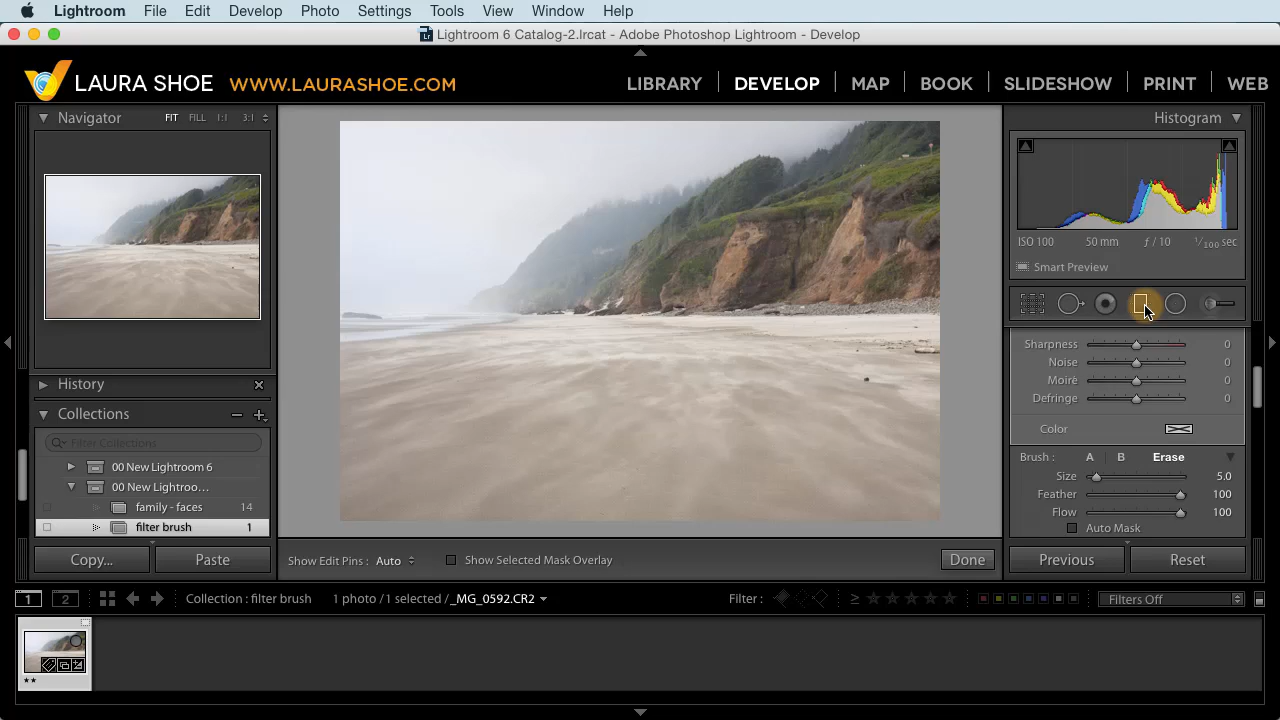 Lightroom File Edit Develop Photo Settings Tools View Window Help
Lightroom 6 Catalog-2.lrcat - Adobe Photoshop Lightroom - Develop
LAURA SHOE WWW.LAURASHOE.COM LIBRARY DEVELOP MAP BOOK SLIDESHOW PRINT WEB
Navigator FIT FILL 1:1 3:1
History
Collections
Filter Collections
00 New Lightroom 6
00 New Lightroo...
family - faces 14
filter brush 1
Copy... Paste
Show Edit Pins : Auto Show Selected Mask Overlay Done
Histogram
ISO 100 50 mm ƒ / 10 1/100 sec
Smart Preview
Sharpness 0
Noise 0
Moiré 0
Defringe 0
Color
Brush : A B Erase
Size 5.0
Feather 100
Flow 100
Auto Mask
Previous Reset
1 2 Collection : filter brush 1 photo / 1 selected / _MG_0592.CR2 Filter : ≥ Filters Off